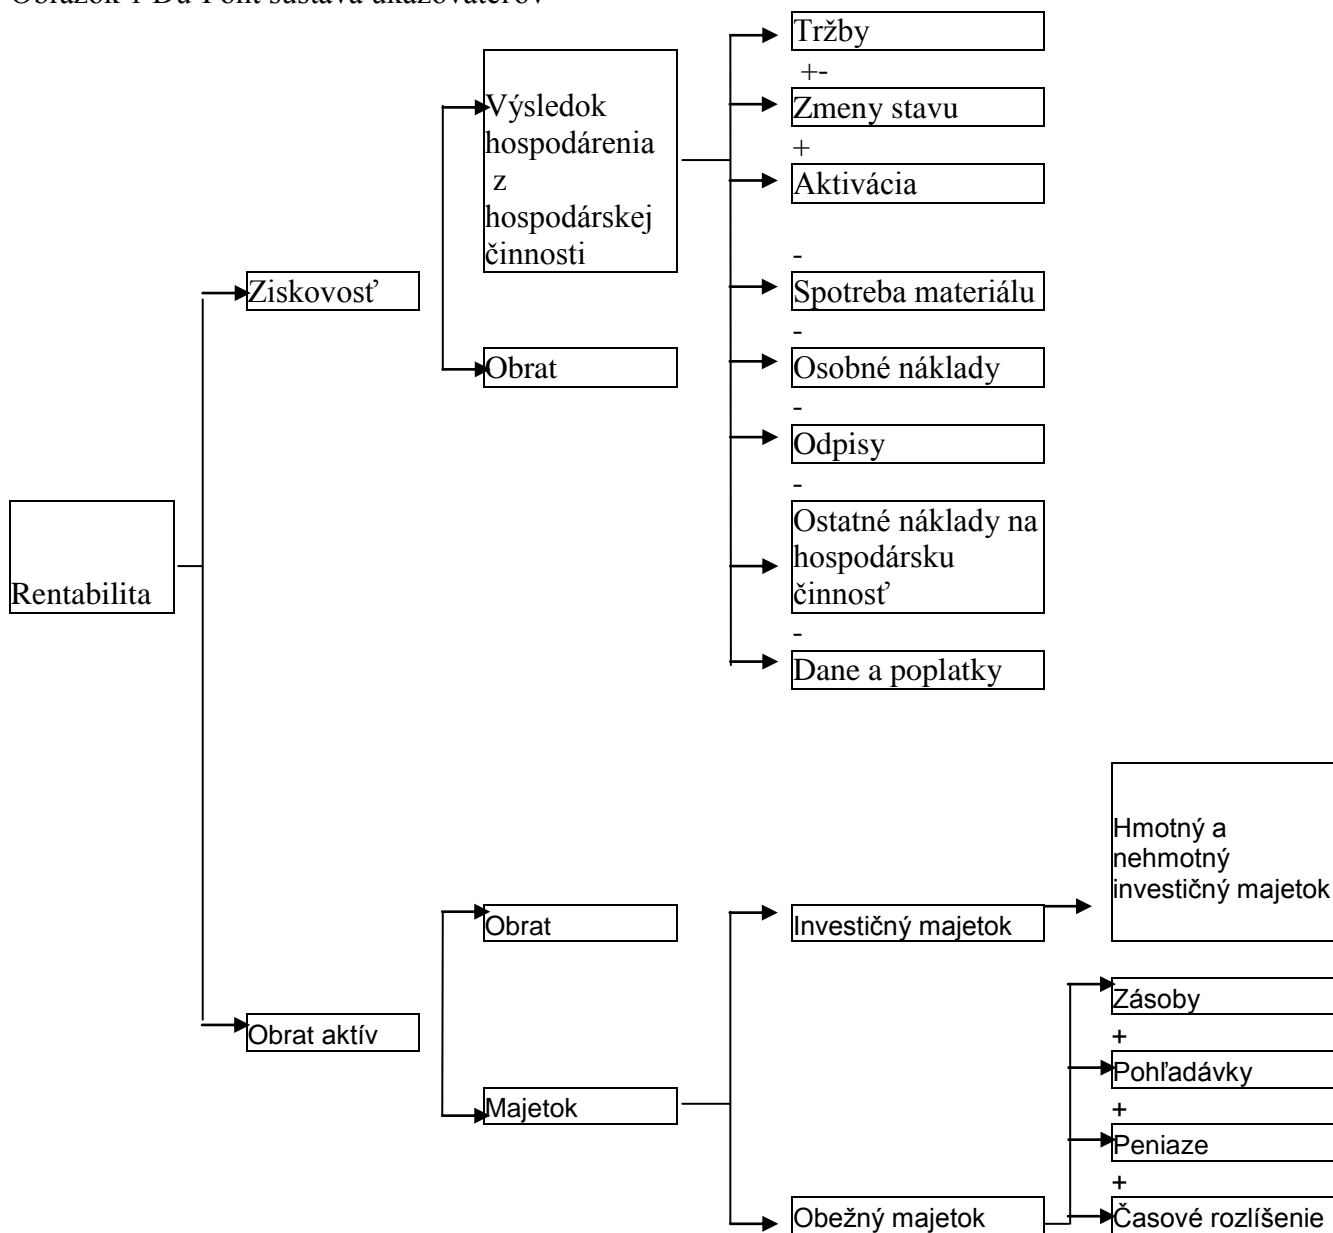 Obrázok 1 Du Pont sústava ukazovateľov
Tržby
+-
Zmeny stavu
+
Aktivácia
-
Spotreba materiálu
-
Osobné náklady
-
Odpisy
-
Ostatné náklady na
hospodársku
činnosť
-
Dane a poplatky
Výsledok
hospodárenia
z
hospodárskej
činnosti
Obrat
Ziskovosť
Rentabilita
Obrat aktív
Obrat
Majetok
Investičný majetok
Obežný majetok
Hmotný a
nehmotný
investičný majetok
Zásoby
+
Pohľadávky
+
Peniaze
+
Časové rozlíšenie